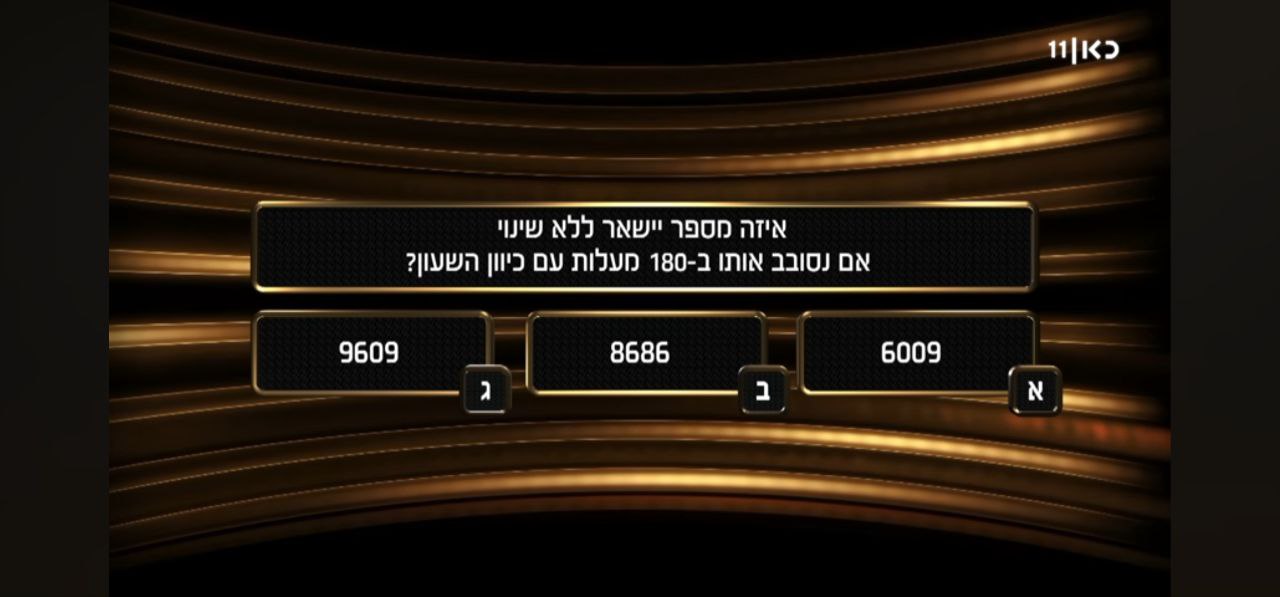 כאן|11
איזה מספר יישאר ללא שינוי
אם נסובב אותו ב-180 מעלות עם כיוון השעון?
6009
א
8686
ב
9609
ג